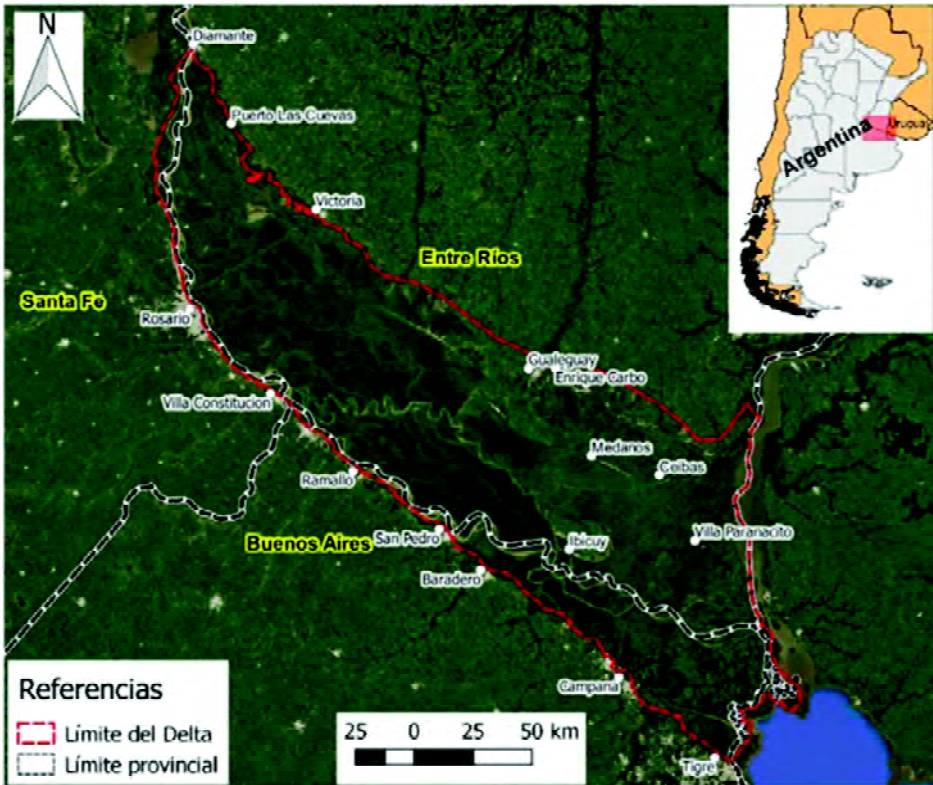 N
Diamante
Puerto Las Cuevas
Victoria
Entre Ríos
Santa Fé
Rosario
Gualeguay
Enrique Carbo
Villa Constitucion
Medanos
Ceibas
Ramallo
Buenos Aires
San Pedro
Ibicuy
Villa Paranacito
Baradero
Campana
Tigre
Argentina
Uruguay
Referencias
Límite del Delta
Límite provincial
25 0 25 50 km